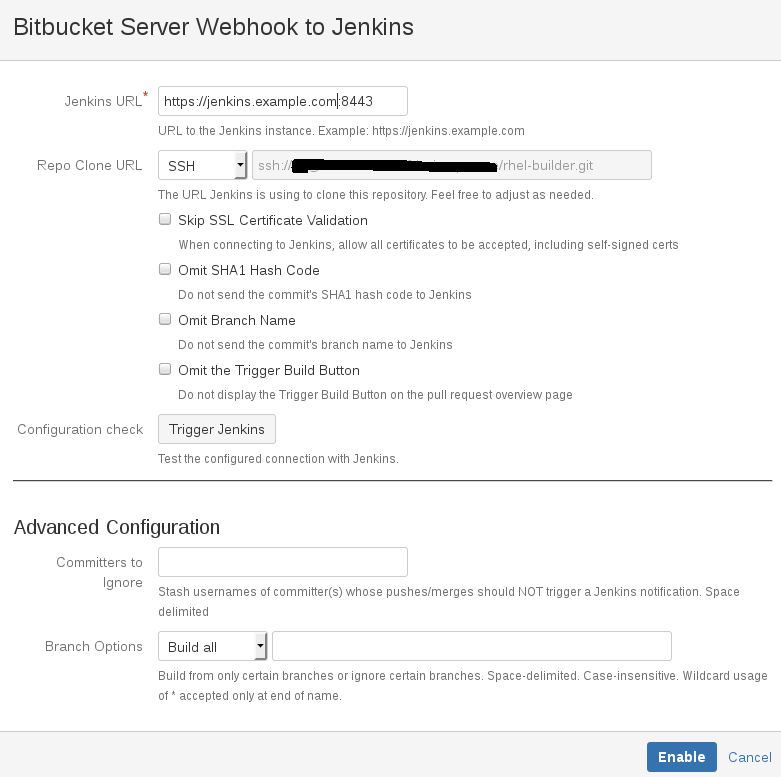 Bitbucket Server Webhook to Jenkins
Jenkins URL* https://jenkins.example.com:8443
URL to the Jenkins instance. Example: https://jenkins.example.com
Repo Clone URL SSH ssh:// /rhel-builder.git
The URL Jenkins is using to clone this repository. Feel free to adjust as needed.
Skip SSL Certificate Validation
When connecting to Jenkins, allow all certificates to be accepted, including self-signed certs
Omit SHA1 Hash Code
Do not send the commit's SHA1 hash code to Jenkins
Omit Branch Name
Do not send the commit's branch name to Jenkins
Omit the Trigger Build Button
Do not display the Trigger Build Button on the pull request overview page
Configuration check Trigger Jenkins
Test the configured connection with Jenkins.
Advanced Configuration
Committers to
Ignore
Stash usernames of committer(s) whose pushes/merges should NOT trigger a Jenkins notification. Space
delimited
Branch Options Build all
Build from only certain branches or ignore certain branches. Space-delimited. Case-insensitive. Wildcard usage
of * accepted only at end of name.
Enable Cancel